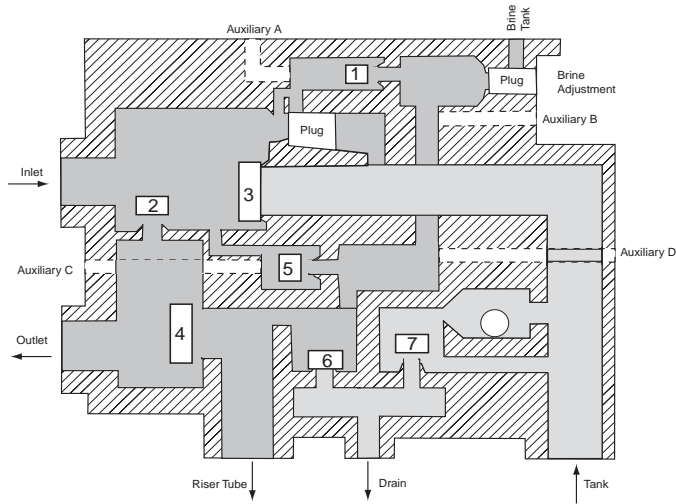 Auxiliary A
Brine
Tank
1
Plug
Brine
Adjustment
Plug
Auxiliary B
Inlet
3
2
Auxiliary C
5
Auxiliary D
4
Outlet
7
6
Riser Tube
Drain
Tank